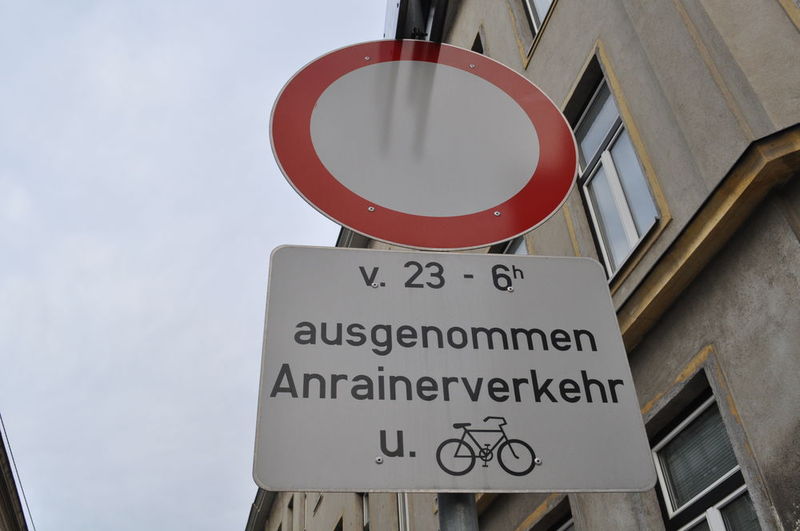 v. 23 - 6h
ausgenommen
Anrainerverkehr
u.